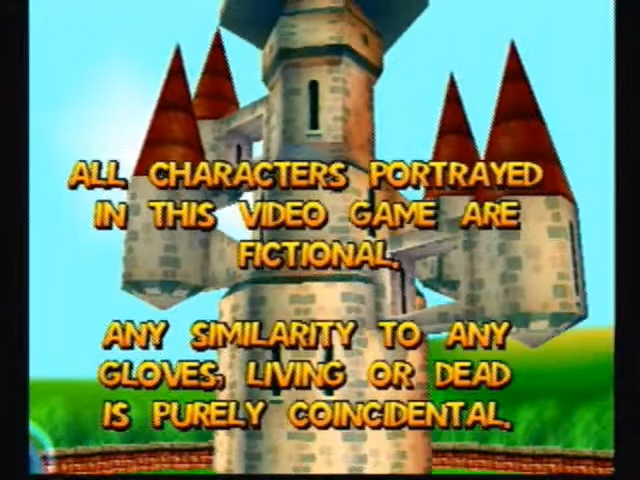 ALL CHARACTERS PORTRAYED
IN THIS VIDEO GAME ARE
FICTIONAL.
ANY SIMILARITY TO ANY
GLOVES, LIVING OR DEAD
IS PURELY COINCIDENTAL.